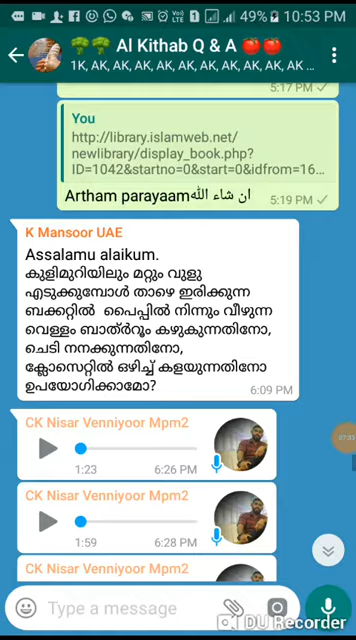 49% 10:53 PM
Al Kithab Q & A
1K, AK, AK, AK, AK, AK, AK, AK, AK, AK ...
5:17 PM
You
http://library.islamweb.net/
newlibrary/display_book.php?
ID=1042&startno=0&start=0&idfrom=16...
Artham parayaamان شاء الله
5:19 PM
K Mansoor UAE
Assalamu alaikum.
കുളിമുറിയിലും മറ്റും വുളു
എടുക്കുമ്പോൾ താഴെ ഇരിക്കുന്ന
ബക്കറ്റിൽ പൈപ്പിൽ നിന്നും വീഴുന്ന
വെള്ളം ബാത്ർറൂം കഴുകുന്നതിനോ,
ചെടി നനക്കുന്നതിനോ,
ക്ലോസെറ്റിൽ ഒഴിച്ച് കളയുന്നതിനോ
ഉപയോഗിക്കാമോ?
6:09 PM
CK Nisar Venniyoor Mpm2
1:23 6:26 PM
CK Nisar Venniyoor Mpm2
1:59 6:28 PM
CK Nisar Venniyoor Mpm2
Type a message
DU Recorder